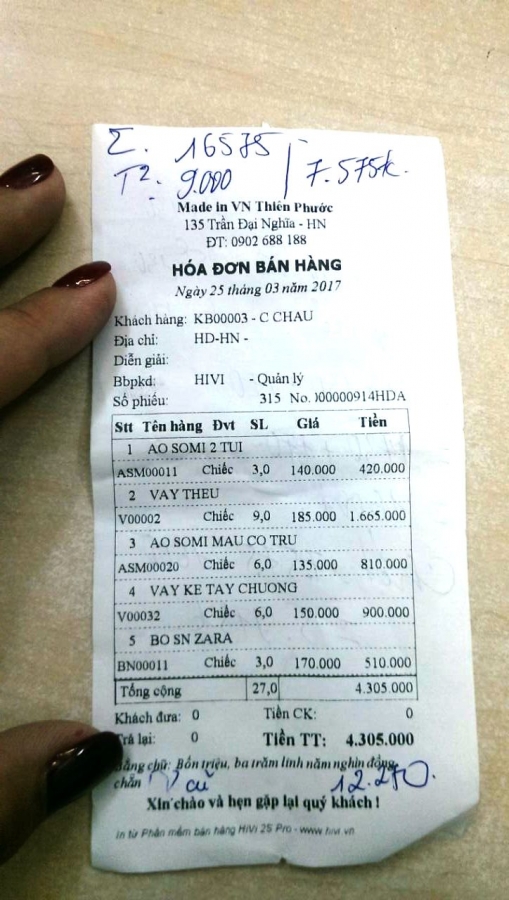 Σ. 16575
T². 9.000 / 7.575k.
Made in VN Thiên Phước
135 Trần Đại Nghĩa - HN
ĐT: 0902 688 188
HÓA ĐƠN BÁN HÀNG
Ngày 25 tháng 03 năm 2017
Khách hàng: KB00003 - C CHAU
Địa chỉ: HD-HN -
Diễn giải:
Bbpkd: HIVI - Quản lý
Số phiếu: 315 No. 000000914HDA
Stt Tên hàng Đvt SL Giá Tiền
1 AO SOMI 2 TUI
ASM00011 Chiếc 3,0 140.000 420.000
2 VAY THEU
V00002 Chiếc 9,0 185.000 1.665.000
3 AO SOMI MAU CO TRU
ASM00020 Chiếc 6,0 135.000 810.000
4 VAY KE TAY CHUONG
V00032 Chiếc 6,0 150.000 900.000
5 BO SN ZARA
BN00011 Chiếc 3,0 170.000 510.000
Tổng cộng 27,0 4.305.000
Khách đưa: 0 Tiền CK: 0
Trả lại: 0 Tiền TT: 4.305.000
Bằng chữ: Bốn triệu, ba trăm linh năm nghìn đồng
chẵn cũ 12.270.
Xin chào và hẹn gặp lại quý khách !
In từ Phần mềm bán hàng HiVi 25 Pro - www.hivi.vn